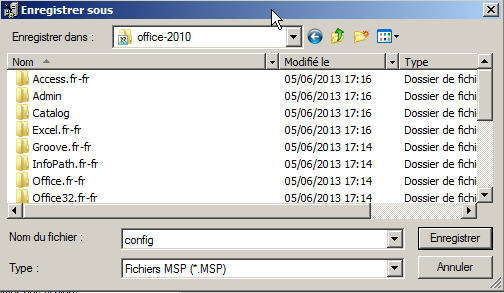 Enregistrer sous
Enregistrer dans : office-2010
Nom Modifié le Type
Access.fr-fr 05/06/2013 17:16 Dossier de fichi
Admin 05/06/2013 17:16 Dossier de fichi
Catalog 05/06/2013 17:16 Dossier de fichi
Excel.fr-fr 05/06/2013 17:16 Dossier de fichi
Groove.fr-fr 05/06/2013 17:14 Dossier de fichi
InfoPath.fr-fr 05/06/2013 17:14 Dossier de fichi
Office.fr-fr 05/06/2013 17:14 Dossier de fichi
Office32.fr-fr 05/06/2013 17:14 Dossier de fichi
Nom du fichier : config Enregistrer
Type : Fichiers MSP (*.MSP) Annuler